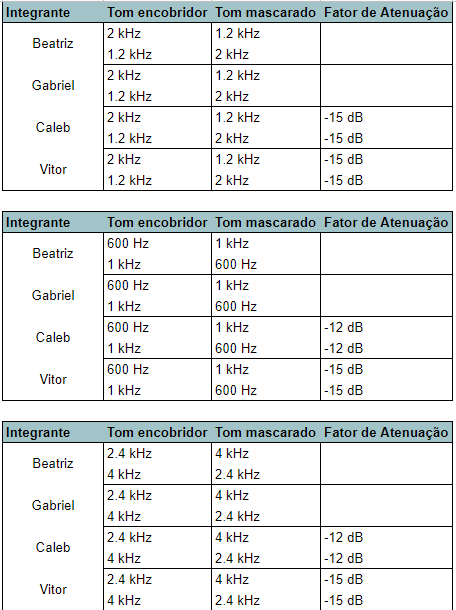 Integrante Tom encobridor Tom mascarado Fator de Atenuação
Beatriz 2 kHz 1.2 kHz
1.2 kHz 2 kHz
Gabriel 2 kHz 1.2 kHz
1.2 kHz 2 kHz
Caleb 2 kHz 1.2 kHz -15 dB
1.2 kHz 2 kHz -15 dB
Vitor 2 kHz 1.2 kHz -15 dB
1.2 kHz 2 kHz -15 dB
Integrante Tom encobridor Tom mascarado Fator de Atenuação
Beatriz 600 Hz 1 kHz
1 kHz 600 Hz
Gabriel 600 Hz 1 kHz
1 kHz 600 Hz
Caleb 600 Hz 1 kHz -12 dB
1 kHz 600 Hz -12 dB
Vitor 600 Hz 1 kHz -15 dB
1 kHz 600 Hz -15 dB
Integrante Tom encobridor Tom mascarado Fator de Atenuação
Beatriz 2.4 kHz 4 kHz
4 kHz 2.4 kHz
Gabriel 2.4 kHz 4 kHz
4 kHz 2.4 kHz
Caleb 2.4 kHz 4 kHz -12 dB
4 kHz 2.4 kHz -12 dB
Vitor 2.4 kHz 4 kHz -15 dB
4 kHz 2.4 kHz -15 dB